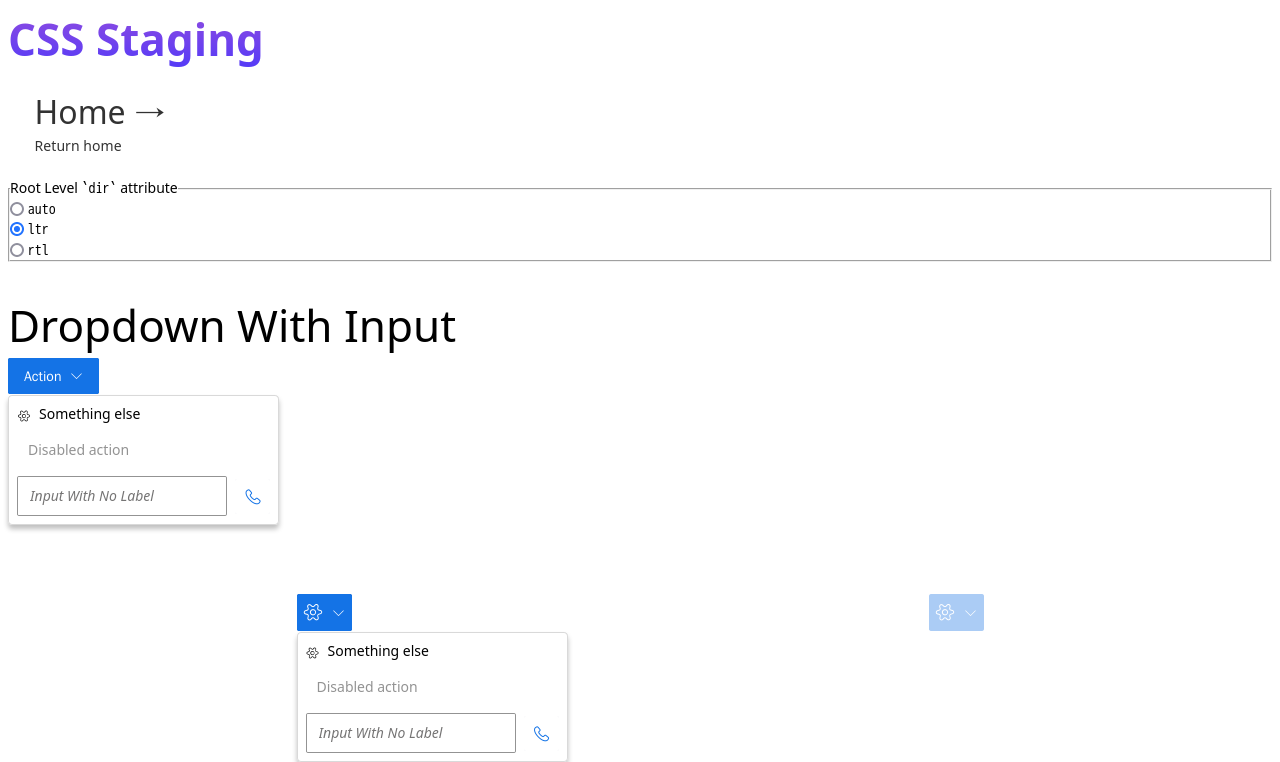 CSS Staging
Home →
Return home
Root Level `dir` attribute
auto
ltr
rtl
Dropdown With Input
Action
Something else
Disabled action
Input With No Label
Something else
Disabled action
Input With No Label